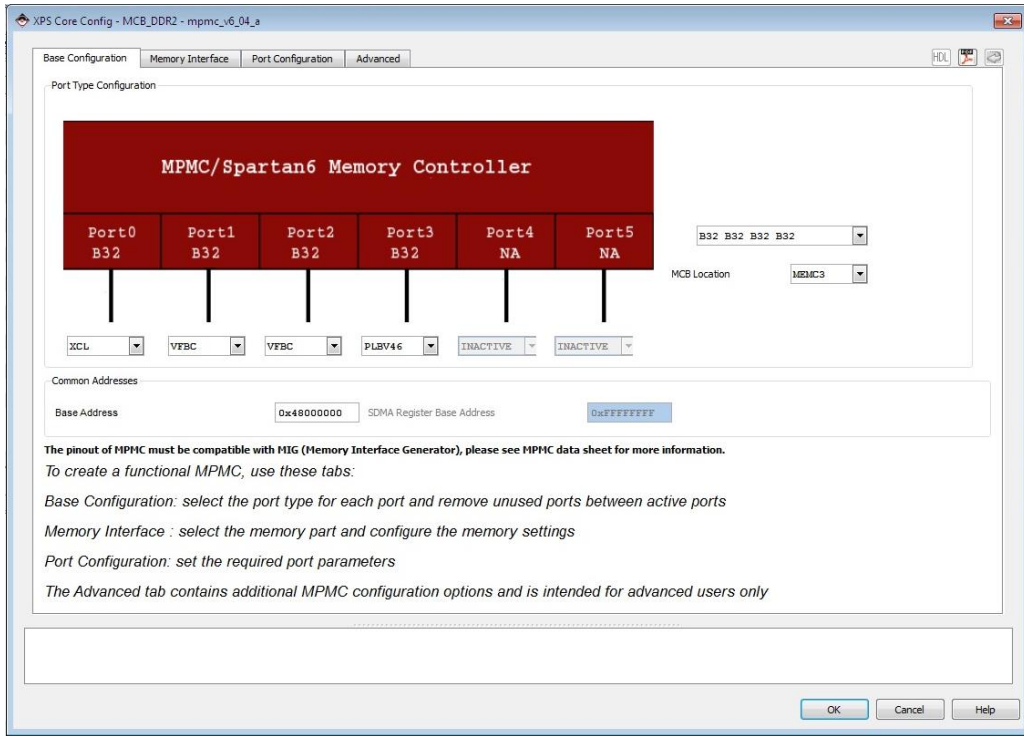 XPS Core Config - MCB_DDR2 - mpmc_v6_04_a
Base Configuration Memory Interface Port Configuration Advanced
HDL
Port Type Configuration
MPMC/Spartan6 Memory Controller
Port0 Port1 Port2 Port3 Port4 Port5
B32 B32 B32 B32 NA NA
B32 B32 B32 B32
MCB Location MEMC3
XCL VFBC VFBC PLBV46 INACTIVE INACTIVE
Common Addresses
Base Address 0x48000000 SDMA Register Base Address 0xFFFFFFFF
The pinout of MPMC must be compatible with MIG (Memory Interface Generator), please see MPMC data sheet for more information.
To create a functional MPMC, use these tabs:
Base Configuration: select the port type for each port and remove unused ports between active ports
Memory Interface : select the memory part and configure the memory settings
Port Configuration: set the required port parameters
The Advanced tab contains additional MPMC configuration options and is intended for advanced users only
OK Cancel Help